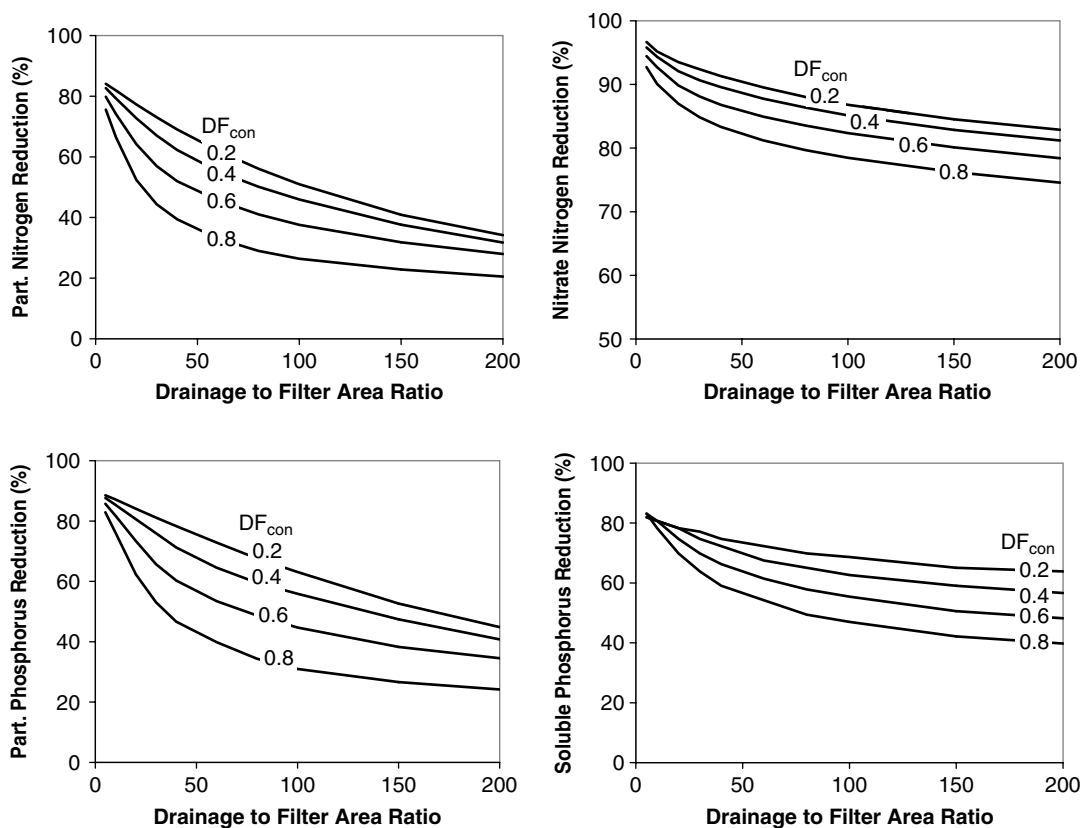 Part. Nitrogen Reduction (%)
100
80
60
40
20
0
DF_con
0.2
0.4
0.6
0.8
0 50 100 150 200
Drainage to Filter Area Ratio
Nitrate Nitrogen Reduction (%)
100
90
80
70
60
50
DF_con
0.2
0.4
0.6
0.8
0 50 100 150 200
Drainage to Filter Area Ratio
Part. Phosphorus Reduction (%)
100
80
60
40
20
0
DF_con
0.2
0.4
0.6
0.8
0 50 100 150 200
Drainage to Filter Area Ratio
Soluble Phosphorus Reduction (%)
100
80
60
40
20
0
DF_con
0.2
0.4
0.6
0.8
0 50 100 150 200
Drainage to Filter Area Ratio